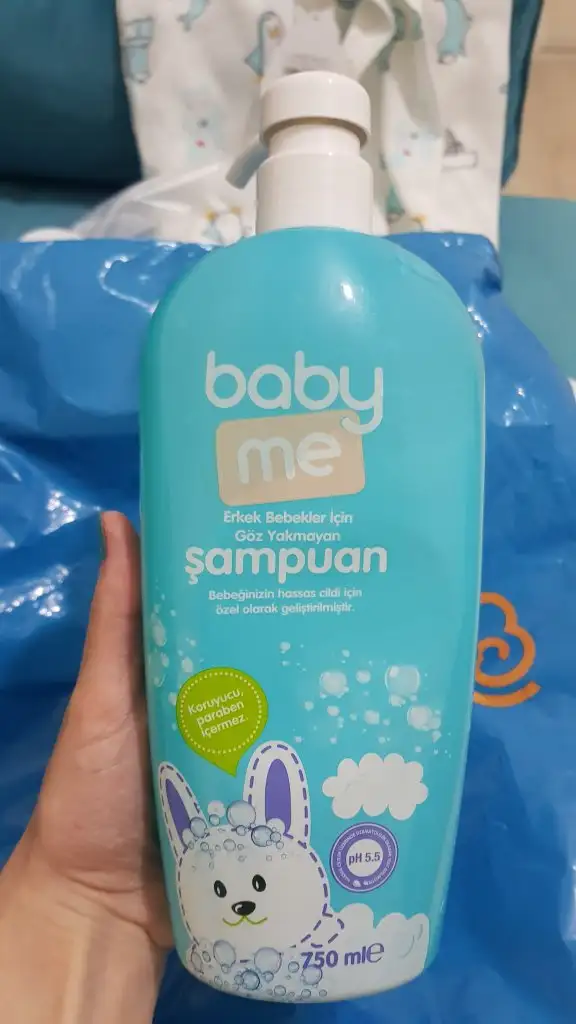 baby
me
Erkek Bebekler İçin
Göz Yakmayan
şampuan
Bebeğinizin hassas cildi için
özel olarak geliştirilmiştir.
Koruyucu,
paraben
içermez.
pH 5.5
750 ml℮